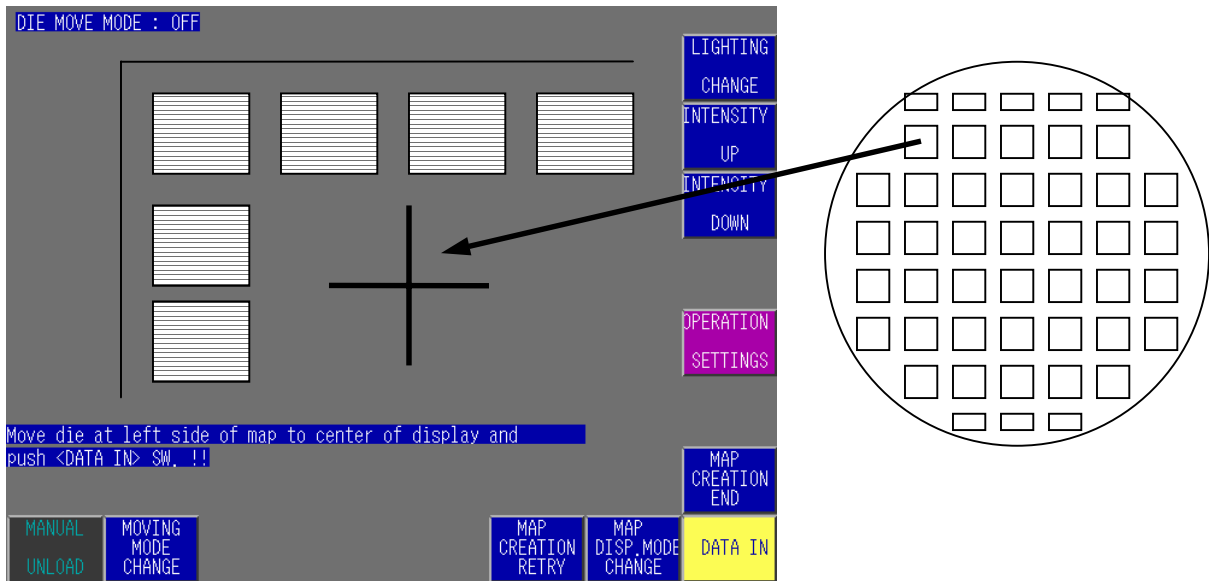 DIE MOVE MODE : OFF
LIGHTING
CHANGE
INTENSITY
UP
INTENSITY
DOWN
OPERATION
SETTINGS
Move die at left side of map to center of display and
push <DATA IN> SW. !!
MAP
CREATION
END
MANUAL
UNLOAD
MOVING
MODE
CHANGE
MAP
CREATION
RETRY
MAP
DISP.MODE
CHANGE
DATA IN